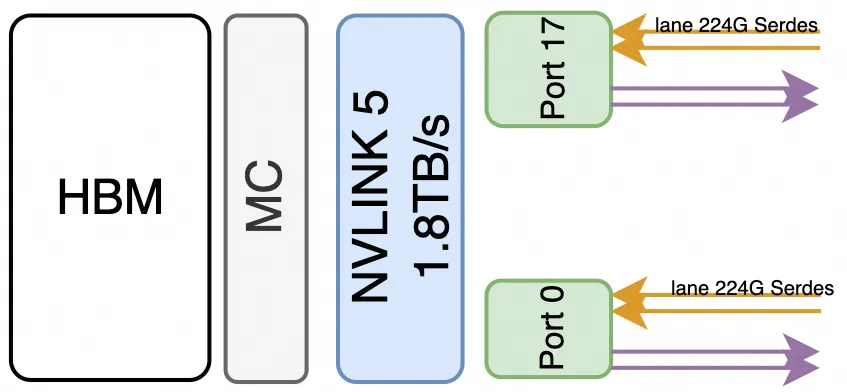 HBM
MC
NVLINK 5
1.8TB/s
Port 17
lane 224G Serdes
Port 0
lane 224G Serdes